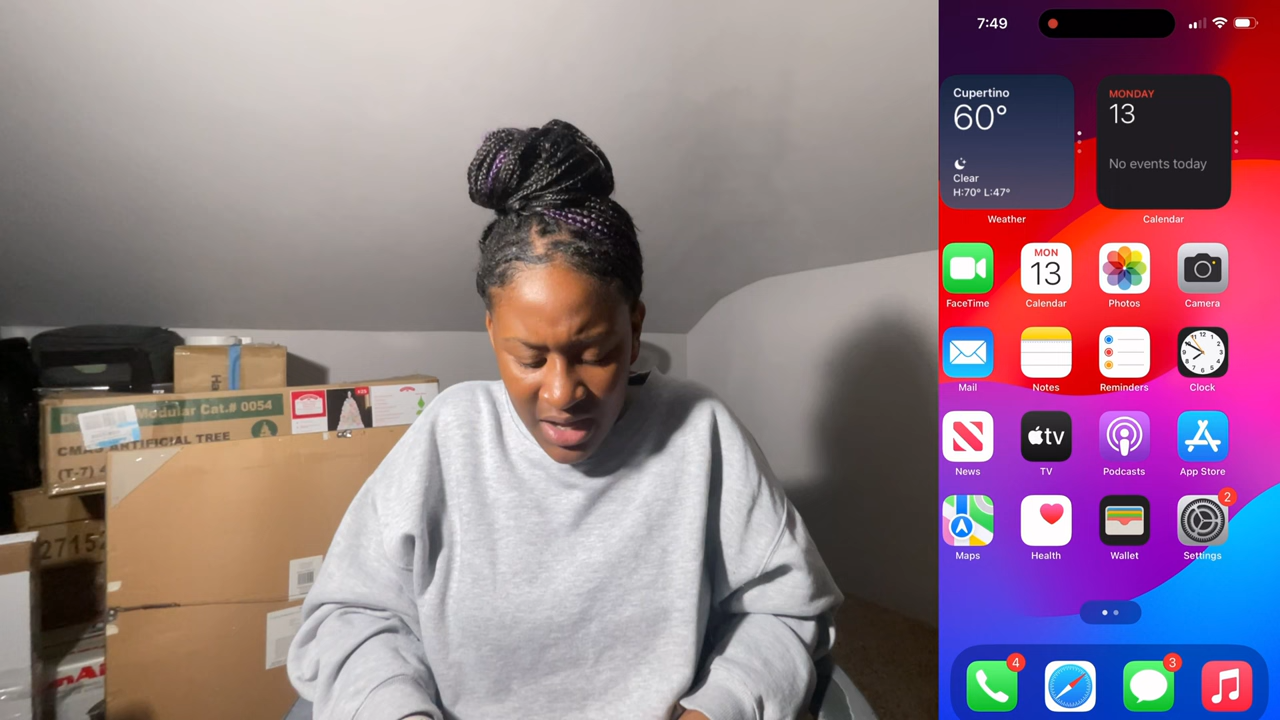 7:49
Cupertino
60°
Clear
H:70° L:47°
Weather
MONDAY
13
No events today
Calendar
FaceTime
MON
13
Calendar
Photos
Camera
Mail
Notes
Reminders
Clock
News
tv
TV
Podcasts
App Store
Maps
Health
Wallet
2
Settings
4
3
Modular Cat.# 0054
ARTIFICIAL TREE
(T-7)
2715